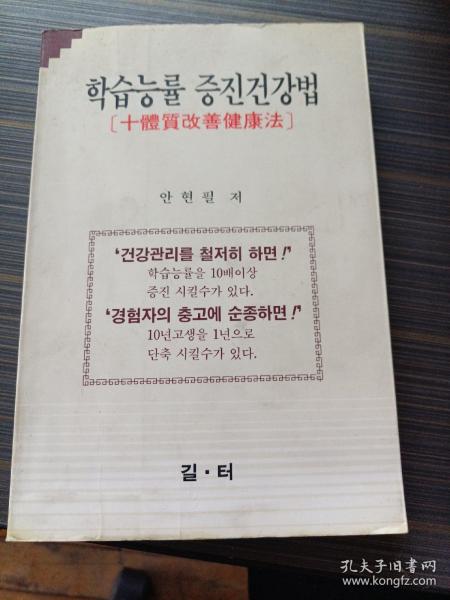 학습능률 증진건강법
[十體質改善健康法]
안현필 저
“건강관리를 철저히 하면!”
학습능률을 10배이상
증진 시킬수가 있다.
“경험자의 충고에 순종하면!”
10년고생을 1년으로
단축 시킬수가 있다.
길·터
孔夫子旧书网
www.kongfz.com